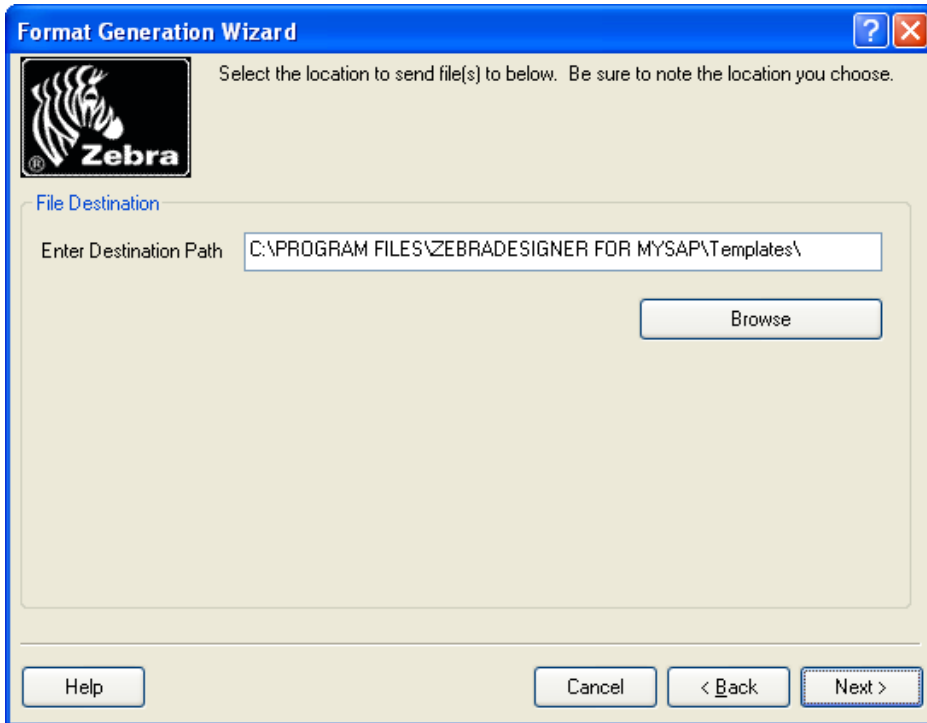 Format Generation Wizard
Select the location to send file(s) to below. Be sure to note the location you choose.
® Zebra
File Destination
Enter Destination Path C:\PROGRAM FILES\ZEBRADESIGNER FOR MYSAP\Templates\
Browse
Help Cancel < Back Next >